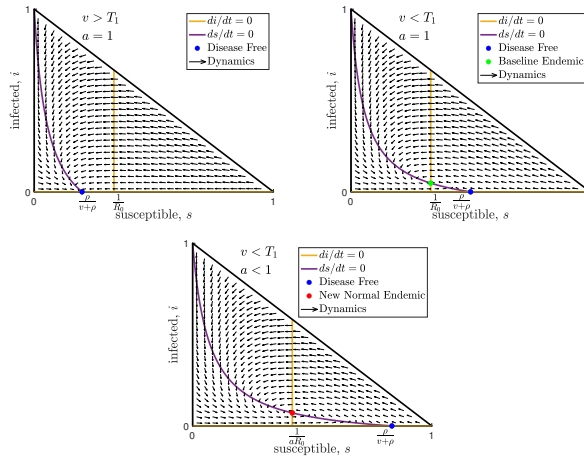 v > T₁
a = 1
di/dt = 0
ds/dt = 0
Disease Free
Dynamics
1
infected, i
0
0
ρ/(v+ρ)
1/R₀
1
susceptible, s
v < T₁
a = 1
di/dt = 0
ds/dt = 0
Disease Free
Baseline Endemic
Dynamics
1
infected, i
0
0
1/R₀
ρ/(v+ρ)
susceptible, s
v < T₁
a < 1
di/dt = 0
ds/dt = 0
Disease Free
New Normal Endemic
Dynamics
1
infected, i
0
0
1/(aR₀)
ρ/(v+ρ)
1
susceptible, s